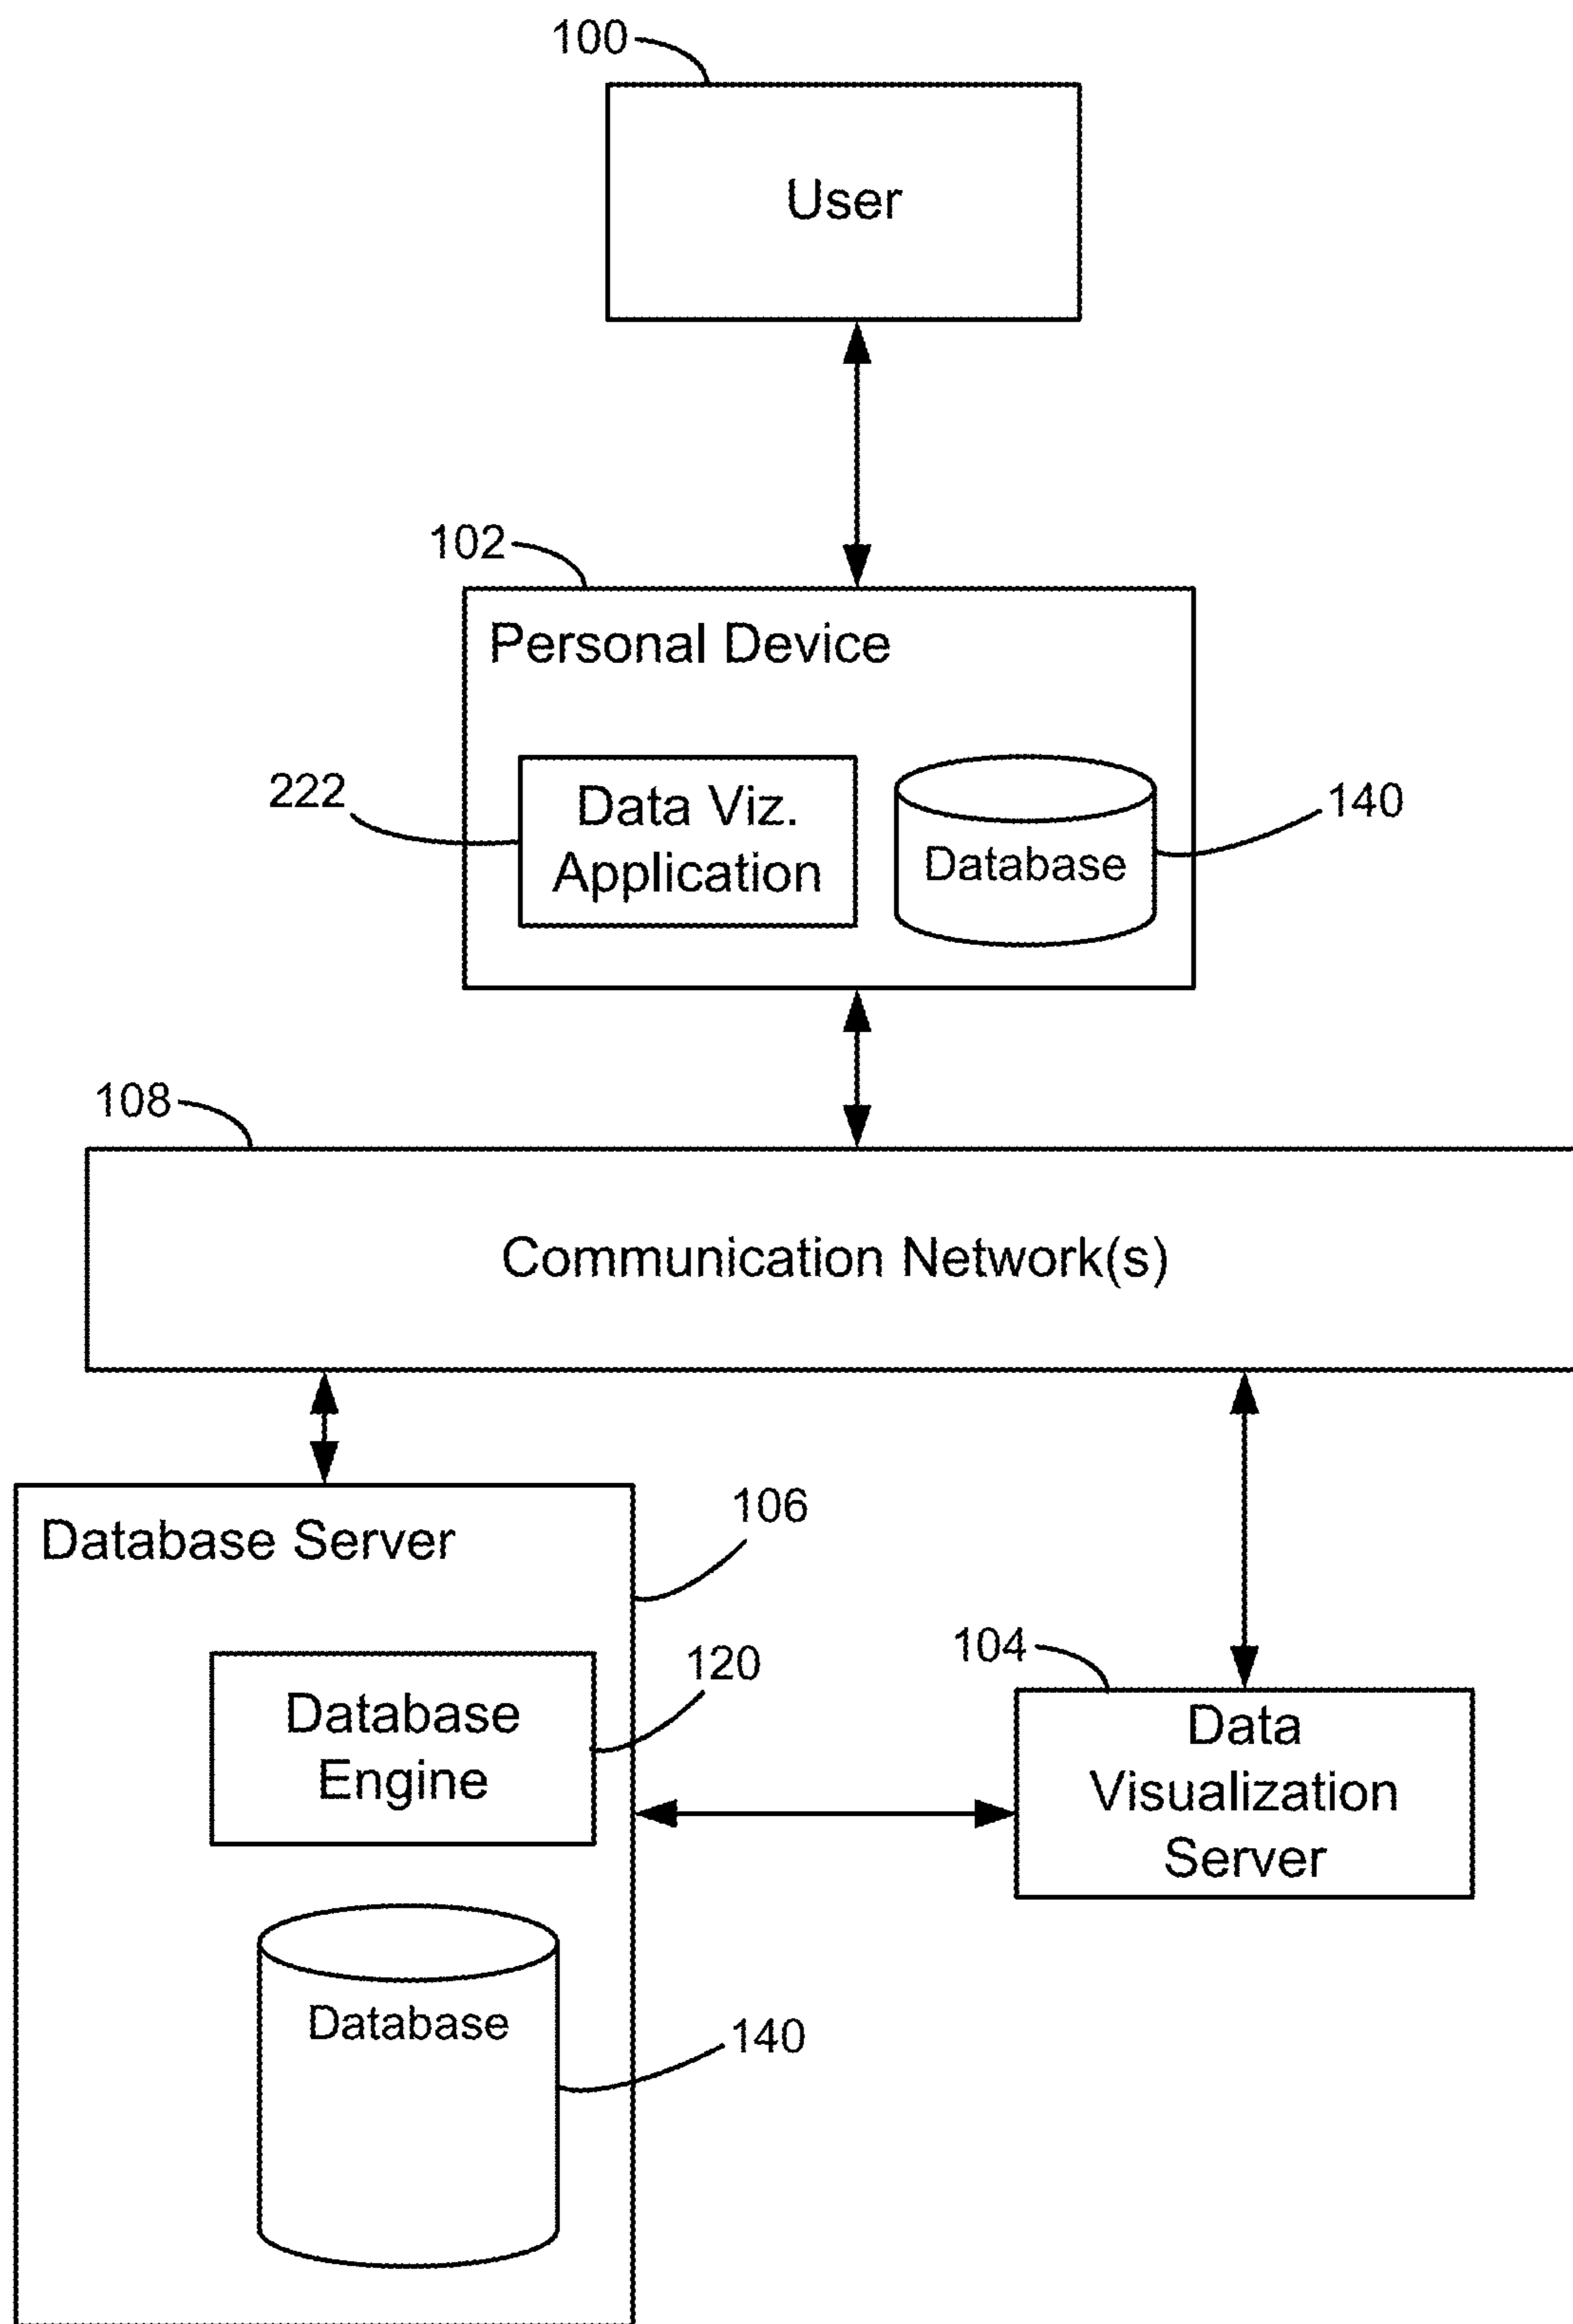 100
User
102
Personal Device
222
Data Viz.
Application
Database
140
108
Communication Network(s)
Database Server
106
Database
Engine
120
104
Data
Visualization
Server
Database
140